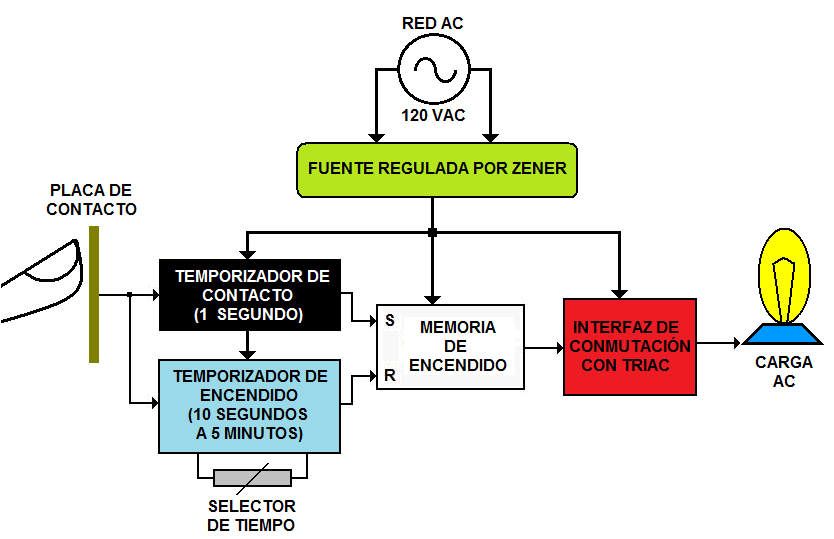 RED AC
120 VAC
FUENTE REGULADA POR ZENER
PLACA DE
CONTACTO
TEMPORIZADOR DE
CONTACTO
(1 SEGUNDO)
S
R
MEMORIA
DE
ENCENDIDO
INTERFAZ DE
CONMUTACIÓN
CON TRIAC
CARGA
AC
TEMPORIZADOR DE
ENCENDIDO
(10 SEGUNDOS
A 5 MINUTOS)
SELECTOR
DE TIEMPO